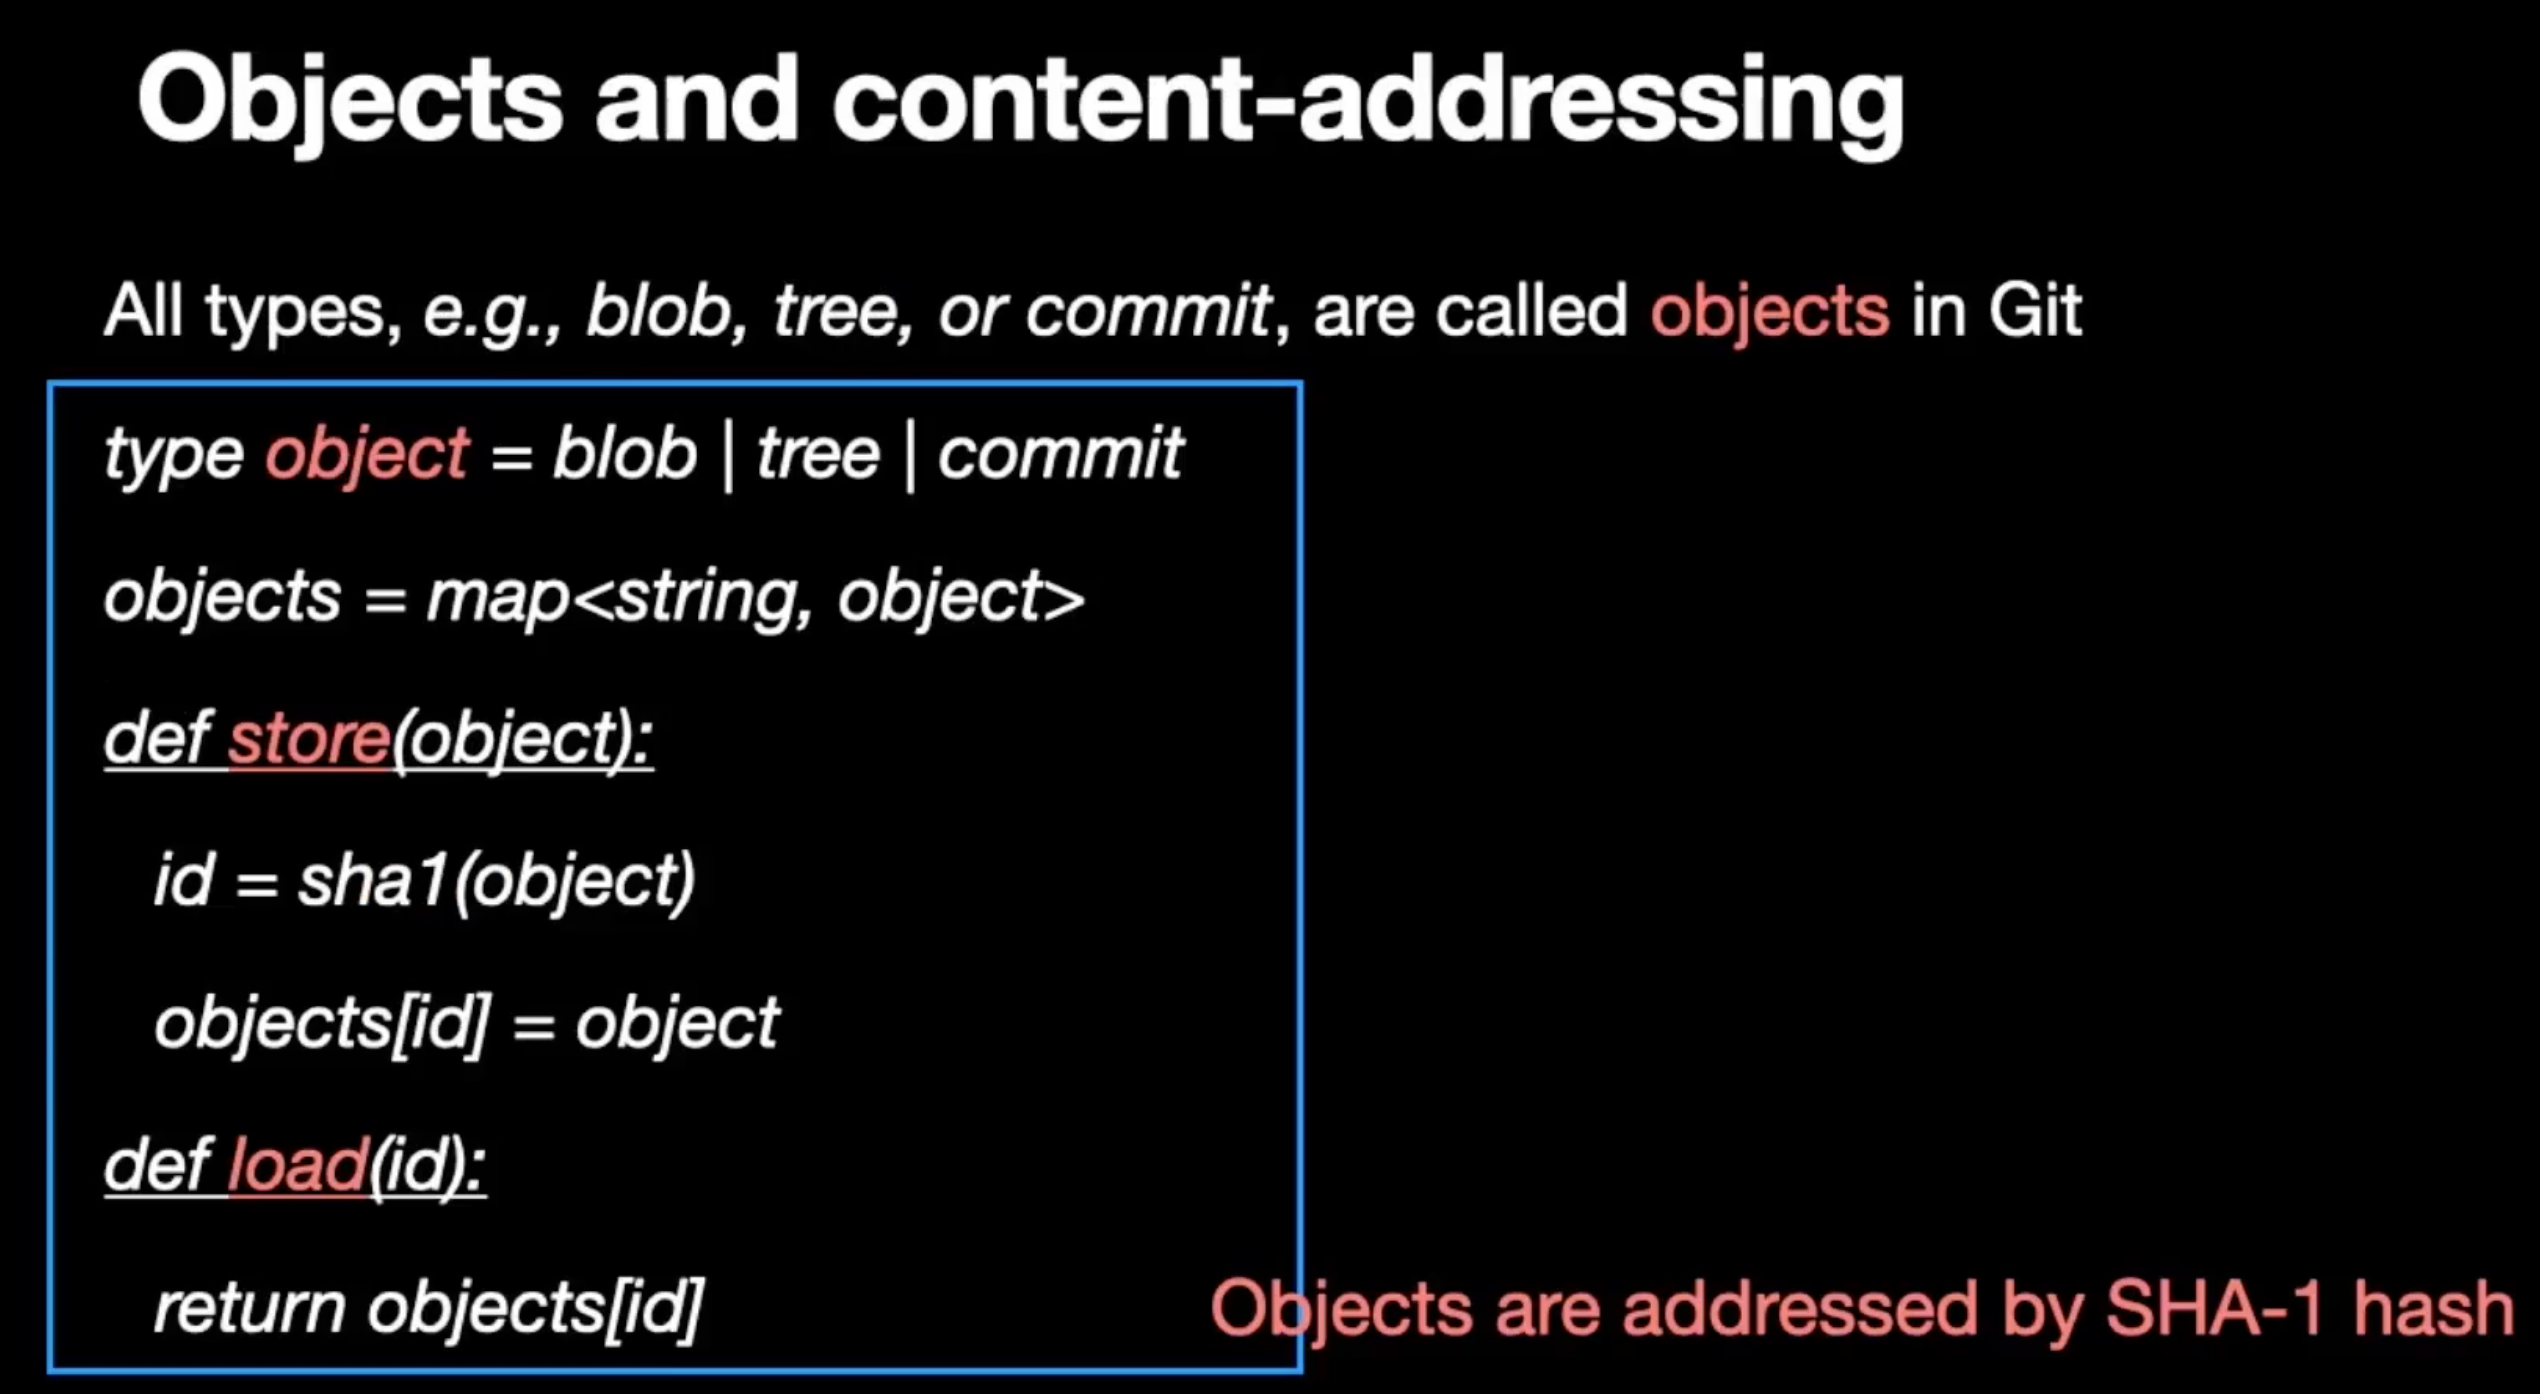 Objects and content-addressing
All types, e.g., blob, tree, or commit, are called objects in Git
type object = blob | tree | commit
objects = map<string, object>
def store(object):
id = sha1(object)
objects[id] = object
def load(id):
return objects[id]
Objects are addressed by SHA-1 hash